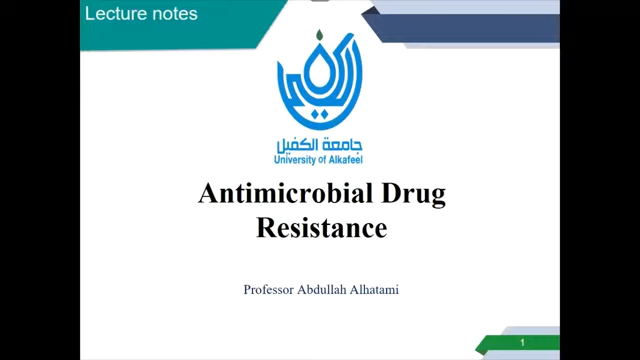 Lecture notes
جامعة الكفيل
University of Alkafeel
Antimicrobial Drug
Resistance
Professor Abdullah Alhatami
1